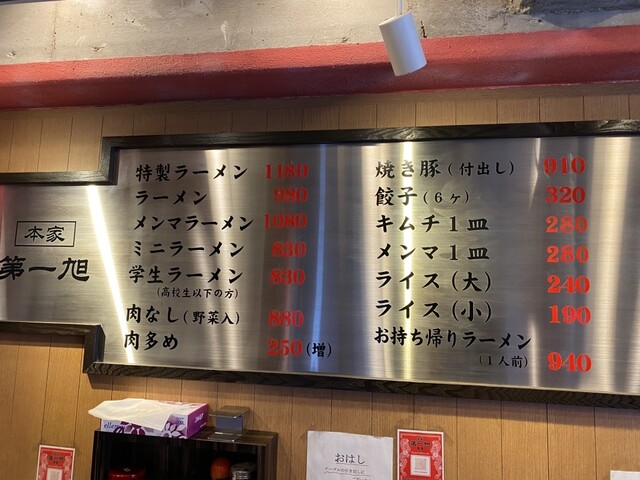 本家
第一旭
特製ラーメン 1180
ラーメン 980
メンマラーメン 1080
ミニラーメン 830
学生ラーメン 830
(高校生以下の方)
肉なし(野菜入) 880
肉多め 250(増)
焼き豚(付出し) 910
餃子(6ヶ) 320
キムチ1皿 280
メンマ1皿 280
ライス(大) 240
ライス(小) 190
お持ち帰りラーメン
(1人前) 940
おはし